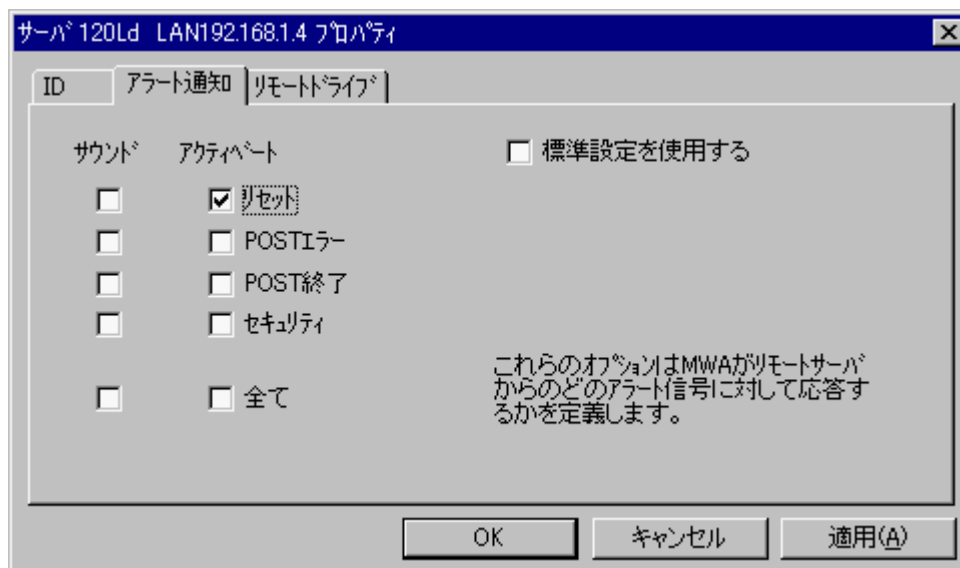 サーバ 120Ld LAN192.168.1.4 プロパティ
ID アラート通知 リモートドライブ
サウンド アクティベート 標準設定を使用する
リセット
POSTエラー
POST終了
セキュリティ
全て
これらのオプションはMWAがリモートサーバ
からのどのアラート信号に対して応答す
るかを定義します。
OK キャンセル 適用(A)